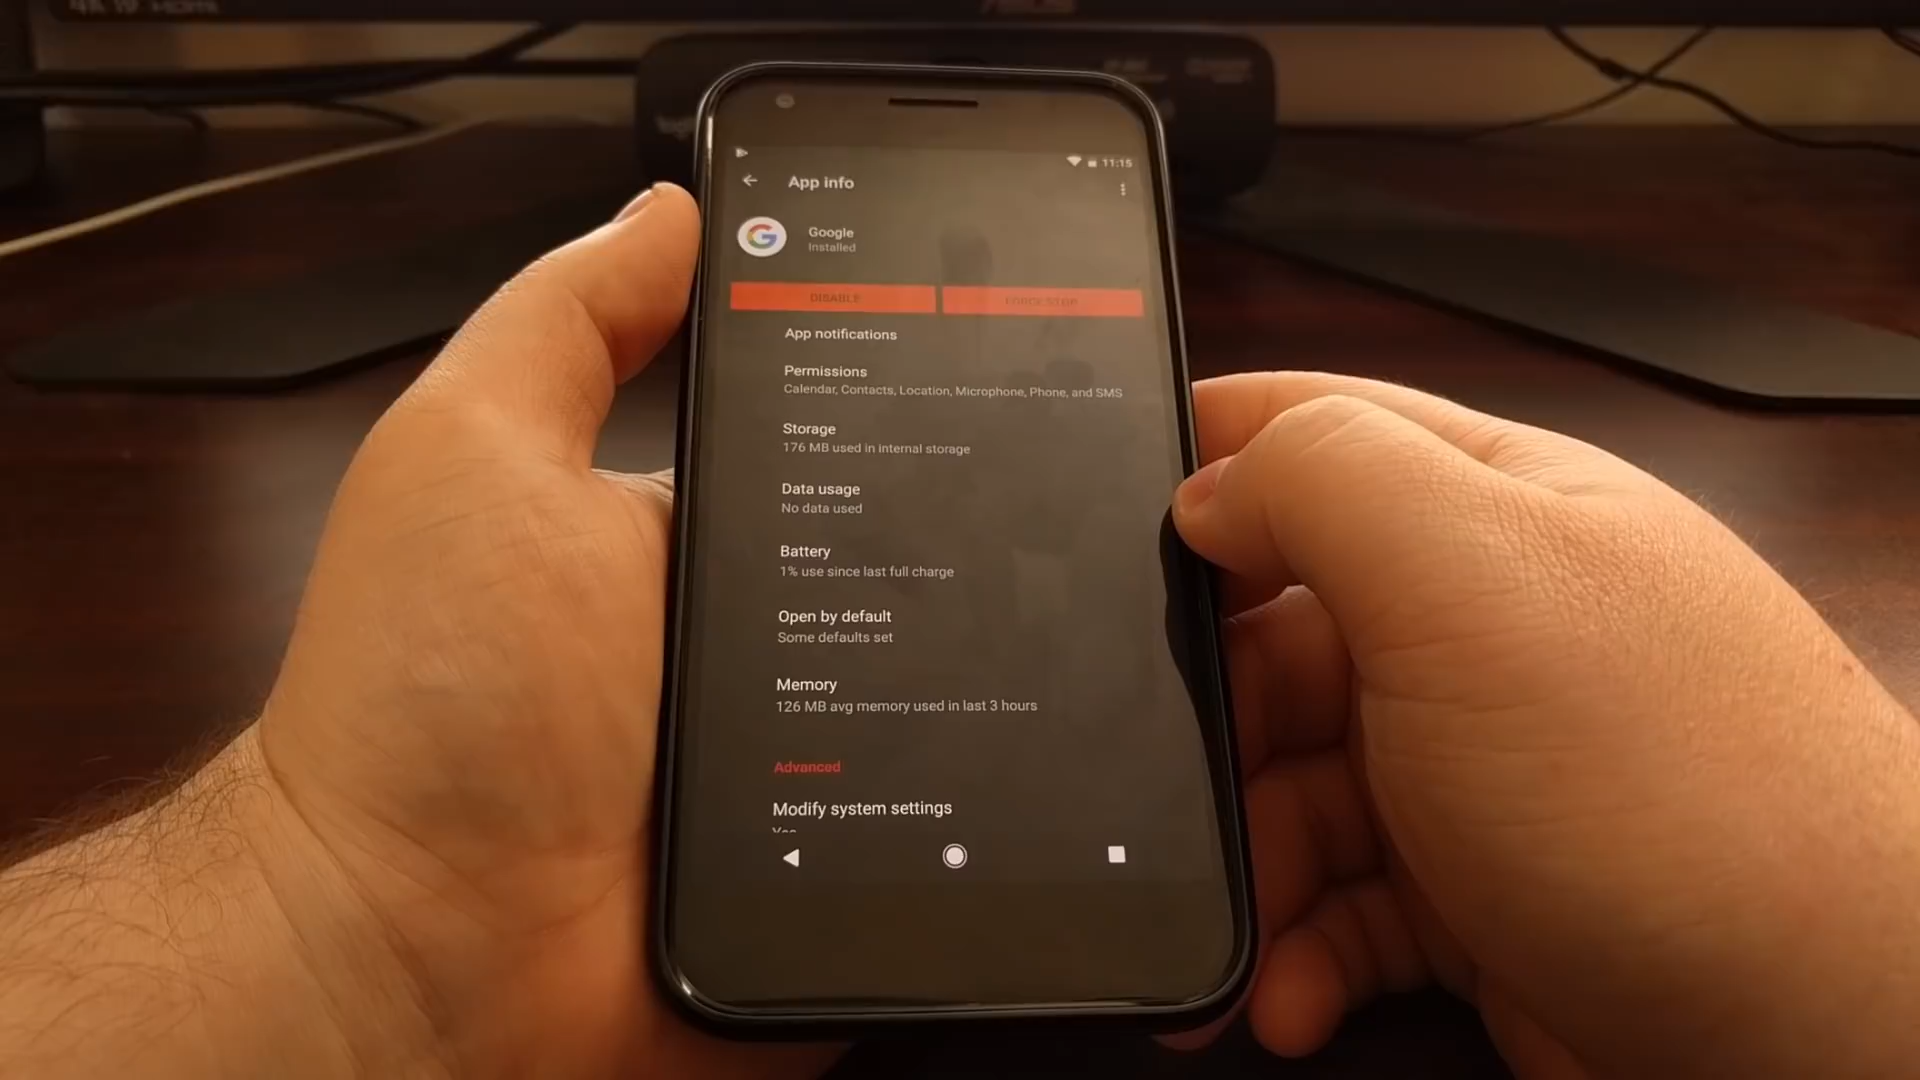 11:15
App info
Google
Installed
DISABLE
FORCE STOP
App notifications
Permissions
Calendar, Contacts, Location, Microphone, Phone, and SMS
Storage
176 MB used in internal storage
Data usage
No data used
Battery
1% use since last full charge
Open by default
Some defaults set
Memory
126 MB avg memory used in last 3 hours
Advanced
Modify system settings